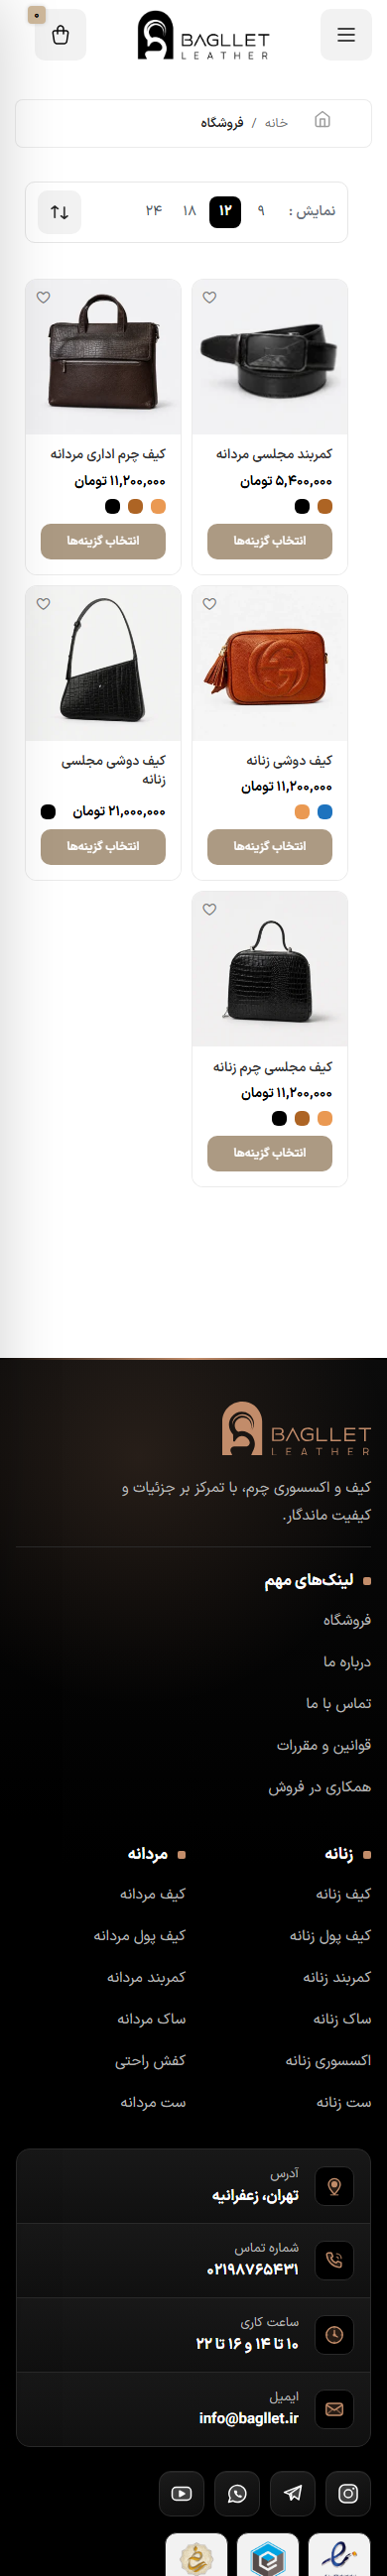 ۰
BAGLLET
LEATHER
خانه / فروشگاه
نمایش : ۹ ۱۲ ۱۸ ۲۴
کمربند مجلسی مردانه
۵,۴۰۰,۰۰۰ تومان
انتخاب گزینه‌ها
کیف چرم اداری مردانه
۱۱,۲۰۰,۰۰۰ تومان
انتخاب گزینه‌ها
کیف دوشی زنانه
۱۱,۲۰۰,۰۰۰ تومان
انتخاب گزینه‌ها
کیف دوشی مجلسی
زنانه
۲۱,۰۰۰,۰۰۰ تومان
انتخاب گزینه‌ها
کیف مجلسی چرم زنانه
۱۱,۲۰۰,۰۰۰ تومان
انتخاب گزینه‌ها
BAGLLET
LEATHER
کیف و اکسسوری چرم، با تمرکز بر جزئیات و
کیفیت ماندگار.
لینک‌های مهم
فروشگاه
درباره ما
تماس با ما
قوانین و مقررات
همکاری در فروش
زنانه
کیف زنانه
کیف پول زنانه
کمربند زنانه
ساک زنانه
اکسسوری زنانه
ست زنانه
مردانه
کیف مردانه
کیف پول مردانه
کمربند مردانه
ساک مردانه
کفش راحتی
ست مردانه
آدرس
تهران، زعفرانیه
شماره تماس
۰۲۱۹۸۷۶۵۴۳۱
ساعت کاری
۱۰ تا ۱۴ و ۱۶ تا ۲۲
ایمیل
info@bagllet.ir